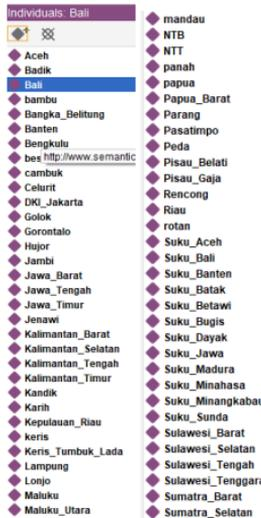 Individuals: Bali
Aceh
Badik
Bali
bambu
Bangka_Belitung
Banten
Bengkulu
bes http://www.semantic
cambuk
Celurit
DKI_Jakarta
Golok
Gorontalo
Hujor
Jambi
Jawa_Barat
Jawa_Tengah
Jawa_Timur
Jenawi
Kalimantan_Barat
Kalimantan_Selatan
Kalimantan_Tengah
Kalimantan_Timur
Kandik
Karih
Kepulauan_Riau
keris
Keris_Tumbuk_Lada
Lampung
Lonjo
Maluku
Maluku_Utara
mandau
NTB
NTT
panah
papua
Papua_Barat
Parang
Pasatimpo
Peda
Pisau_Belati
Pisau_Gaja
Rencong
Riau
rotan
Suku_Aceh
Suku_Bali
Suku_Banten
Suku_Batak
Suku_Betawi
Suku_Bugis
Suku_Dayak
Suku_Jawa
Suku_Madura
Suku_Minahasa
Suku_Minangkabau
Suku_Sunda
Sulawesi_Barat
Sulawesi_Selatan
Sulawesi_Tengah
Sulawesi_Tenggara
Sumatra_Barat
Sumatra_Selatan